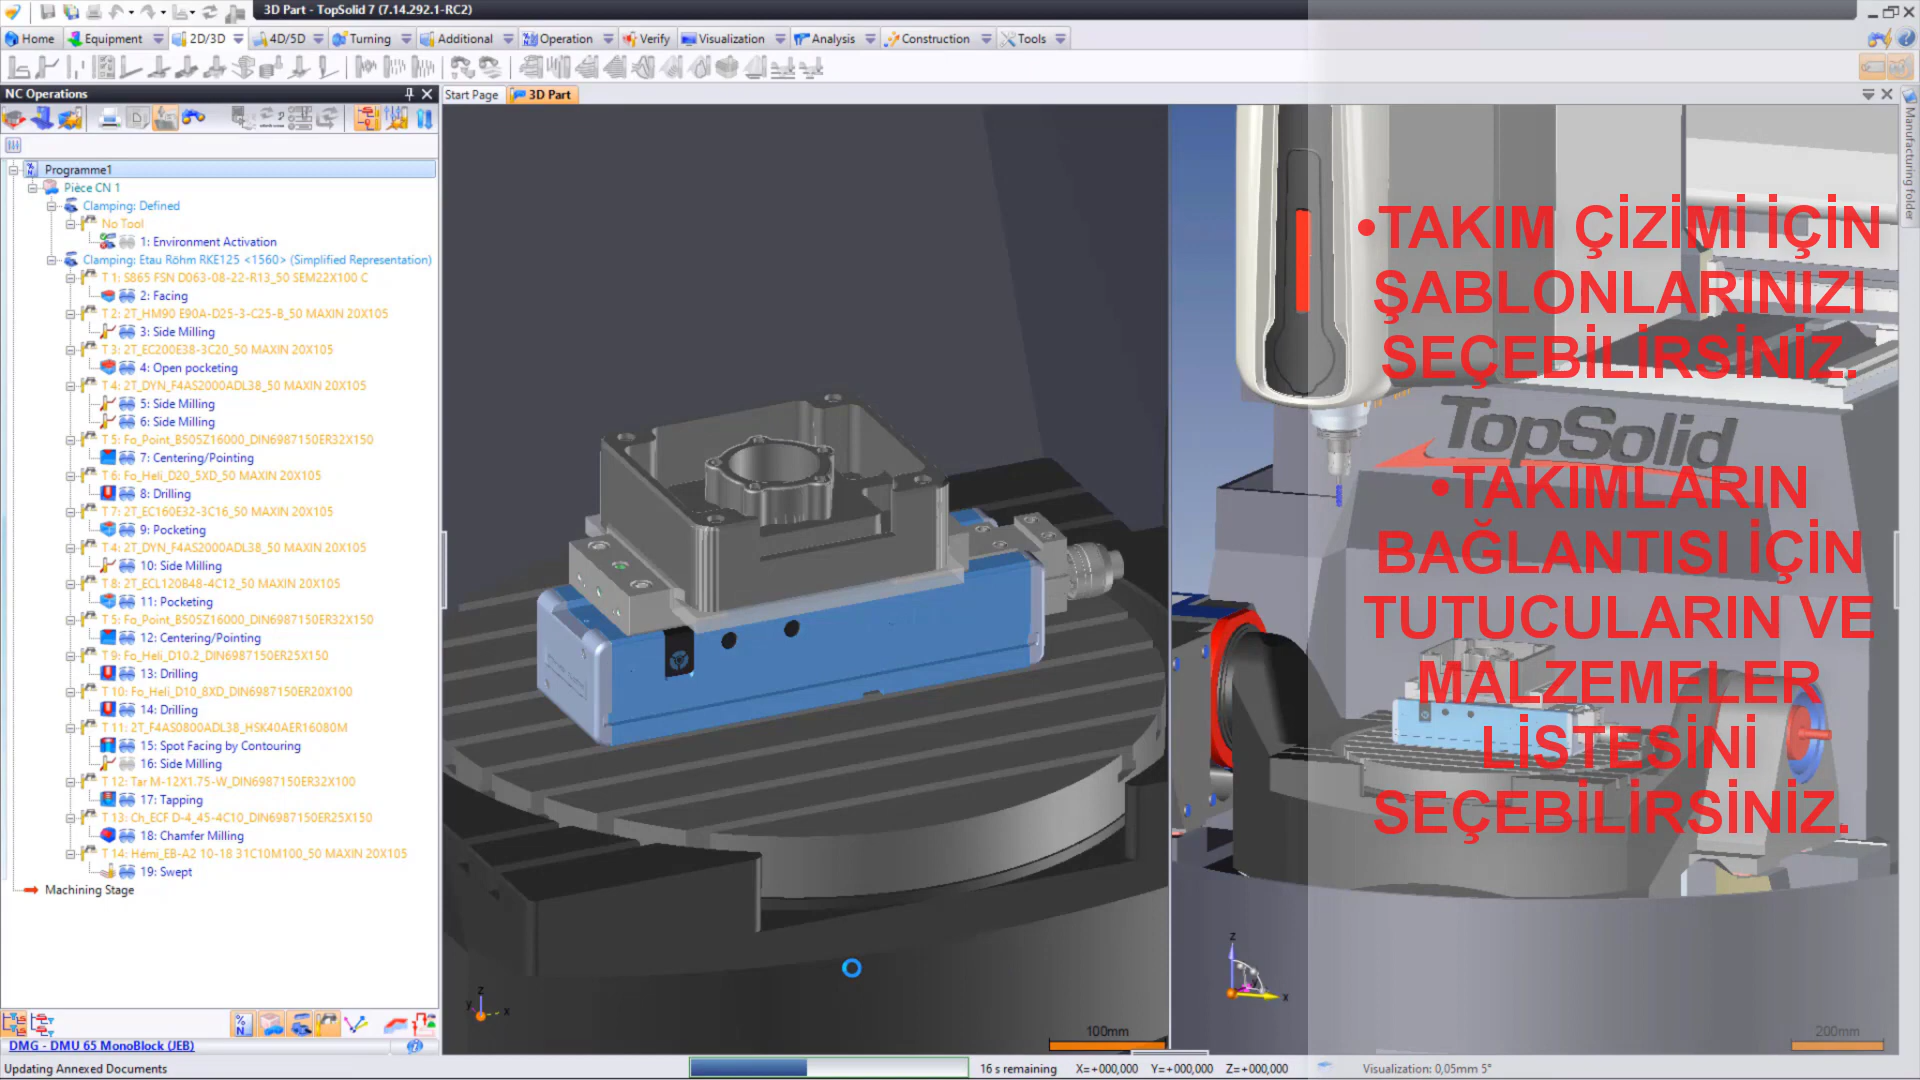 3D Part - TopSolid 7 (7.14.292.1-RC2)
Home Equipment 2D/3D 4D/5D Turning Additional Operation Verify Visualization Analysis Construction Tools
NC Operations
Start Page 3D Part
Manufacturing folder
Programme1
Pièce CN 1
Clamping: Defined
No Tool
1: Environment Activation
Clamping: Etau Röhm RKE125 <1560> (Simplified Representation)
T 1: S865 FSN D063-08-22-R13_50 SEM22X100 C
2: Facing
T 2: 2T_HM90 E90A-D25-3-C25-B_50 MAXIN 20X105
3: Side Milling
T 3: 2T_EC200E38-3C20_50 MAXIN 20X105
4: Open pocketing
T 4: 2T_DYN_F4AS2000ADL38_50 MAXIN 20X105
5: Side Milling
6: Side Milling
T 5: Fo_Point_B505Z16000_DIN6987150ER32X150
7: Centering/Pointing
T 6: Fo_Heli_D20_5XD_50 MAXIN 20X105
8: Drilling
T 7: 2T_EC160E32-3C16_50 MAXIN 20X105
9: Pocketing
T 4: 2T_DYN_F4AS2000ADL38_50 MAXIN 20X105
10: Side Milling
T 8: 2T_ECL120B48-4C12_50 MAXIN 20X105
11: Pocketing
T 5: Fo_Point_B505Z16000_DIN6987150ER32X150
12: Centering/Pointing
T 9: Fo_Heli_D10.2_DIN6987150ER25X150
13: Drilling
T 10: Fo_Heli_D10_8XD_DIN6987150ER20X100
14: Drilling
T 11: 2T_F4AS0800ADL38_HSK40AER16080M
15: Spot Facing by Contouring
16: Side Milling
T 12: Tar M-12X1.75-W_DIN6987150ER32X100
17: Tapping
T 13: Ch_ECF D-4_45-4C10_DIN6987150ER25X150
18: Chamfer Milling
T 14: Hémi_EB-A2 10-18 31C10M100_50 MAXIN 20X105
19: Swept
Machining Stage
•TAKIM ÇİZİMİ İÇİN
ŞABLONLARINIZI
SEÇEBİLİRSİNİZ.
TopSolid
•TAKIMLARIN
BAĞLANTISI İÇİN
TUTUCULARIN VE
MALZEMELER
LİSTESİNİ
SEÇEBİLİRSİNİZ.
z
y x
z
x
100mm
200mm
DMG - DMU 65 MonoBlock (JEB)
Updating Annexed Documents
16 s remaining X=+000,000 Y=+000,000 Z=+000,000 Visualization: 0,05mm 5°